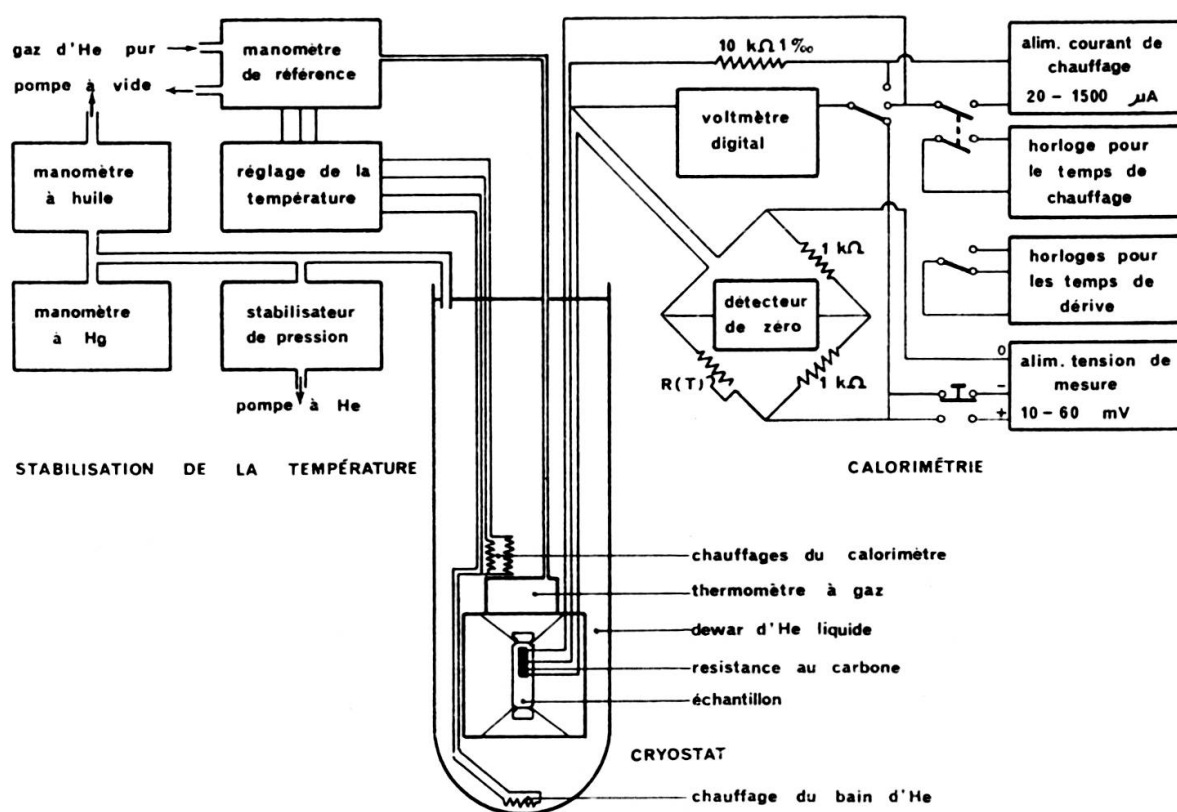 gaz d'He pur
pompe à vide
manomètre
de référence
manomètre
à huile
réglage de la
température
manomètre
à Hg
stabilisateur
de pression
pompe à He
STABILISATION DE LA TEMPÉRATURE
10 kΩ 1‰
voltmètre
digital
alim. courant de
chauffage
20 – 1500 µA
horloge pour
le temps de
chauffage
horloges pour
les temps de
dérive
1 kΩ
détecteur
de zéro
R(T)
1 kΩ
0
–
+
alim. tension de
mesure
10 – 60 mV
CALORIMÉTRIE
chauffages du calorimètre
thermomètre à gaz
dewar d'He liquide
resistance au carbone
échantillon
CRYOSTAT
chauffage du bain d'He